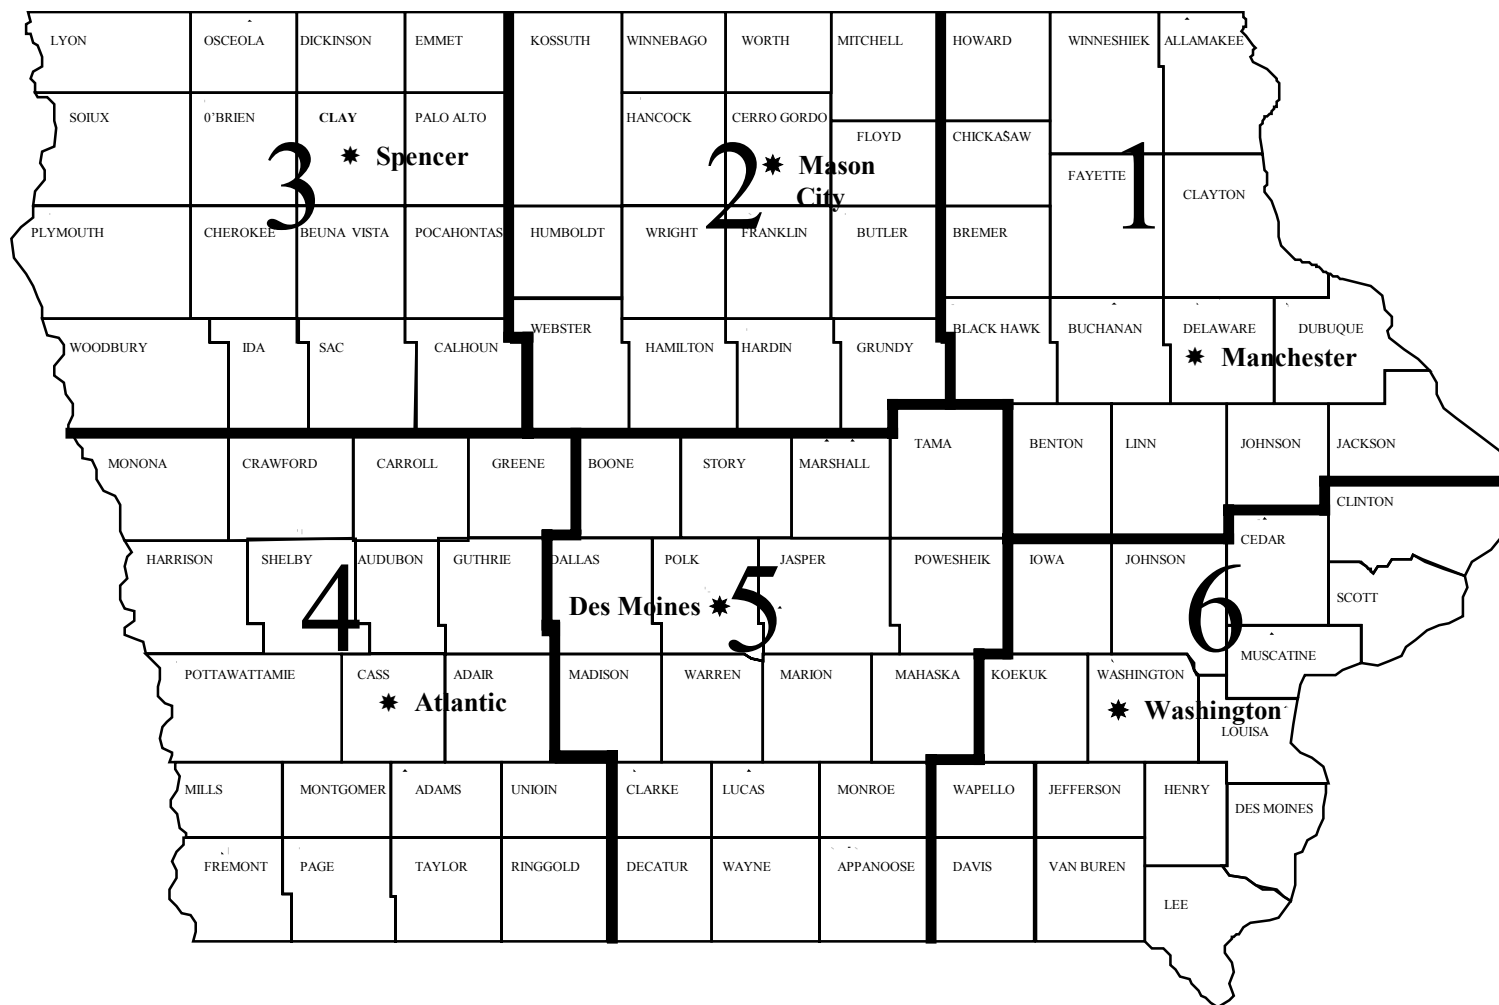 LYON OSCEOLA DICKINSON EMMET KOSSUTH WINNEBAGO WORTH MITCHELL HOWARD WINNESHIEK ALLAMAKEE
SOIUX 0'BRIEN CLAY PALO ALTO HANCOCK CERRO GORDO
FLOYD CHICKASAW
3 Spencer 2 Mason 1
City
FAYETTE
CLAYTON
PLYMOUTH CHEROKEE BEUNA VISTA POCAHONTAS HUMBOLDT WRIGHT FRANKLIN BUTLER BREMER
WEBSTER BLACK HAWK BUCHANAN DELAWARE DUBUQUE
WOODBURY IDA SAC CALHOUN HAMILTON HARDIN GRUNDY
Manchester
TAMA BENTON LINN JOHNSON JACKSON
MONONA CRAWFORD CARROLL GREENE BOONE STORY MARSHALL
CLINTON
CEDAR
HARRISON SHELBY AUDUBON GUTHRIE DALLAS POLK JASPER POWESHEIK IOWA JOHNSON
SCOTT
4 Des Moines 5 6
MUSCATINE
POTTAWATTAMIE CASS ADAIR MADISON WARREN MARION MAHASKA KOEKUK WASHINGTON
Atlantic Washington
LOUISA
MILLS MONTGOMER ADAMS UNIOIN CLARKE LUCAS MONROE WAPELLO JEFFERSON HENRY
DES MOINES
FREMONT PAGE TAYLOR RINGGOLD DECATUR WAYNE APPANOOSE DAVIS VAN BUREN
LEE